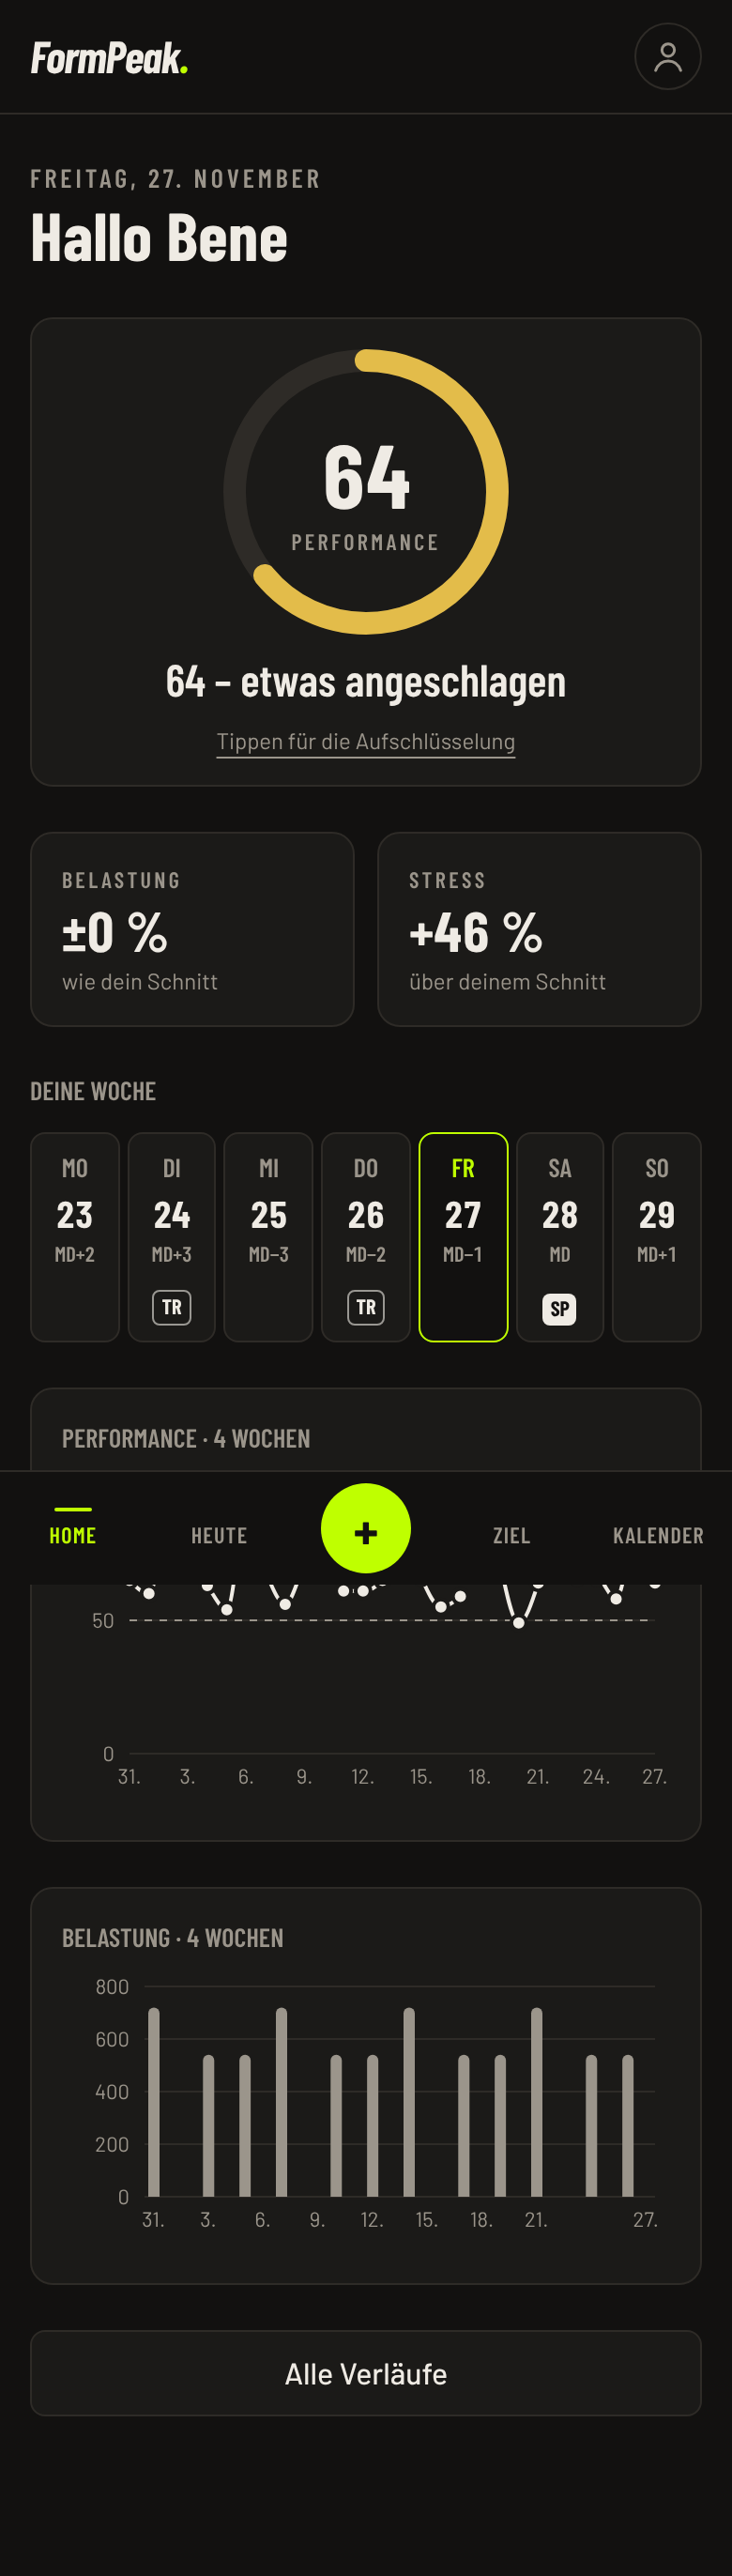 FormPeak.
FREITAG, 27. NOVEMBER
Hallo Bene
64
PERFORMANCE
64 – etwas angeschlagen
Tippen für die Aufschlüsselung
BELASTUNG
±0 %
wie dein Schnitt
STRESS
+46 %
über deinem Schnitt
DEINE WOCHE
MO DI MI DO FR SA SO
23 24 25 26 27 28 29
MD+2 MD+3 MD−3 MD−2 MD−1 MD MD+1
TR TR SP
PERFORMANCE · 4 WOCHEN
HOME HEUTE + ZIEL KALENDER
50
0
31. 3. 6. 9. 12. 15. 18. 21. 24. 27.
BELASTUNG · 4 WOCHEN
800
600
400
200
0
31. 3. 6. 9. 12. 15. 18. 21. 27.
Alle Verläufe